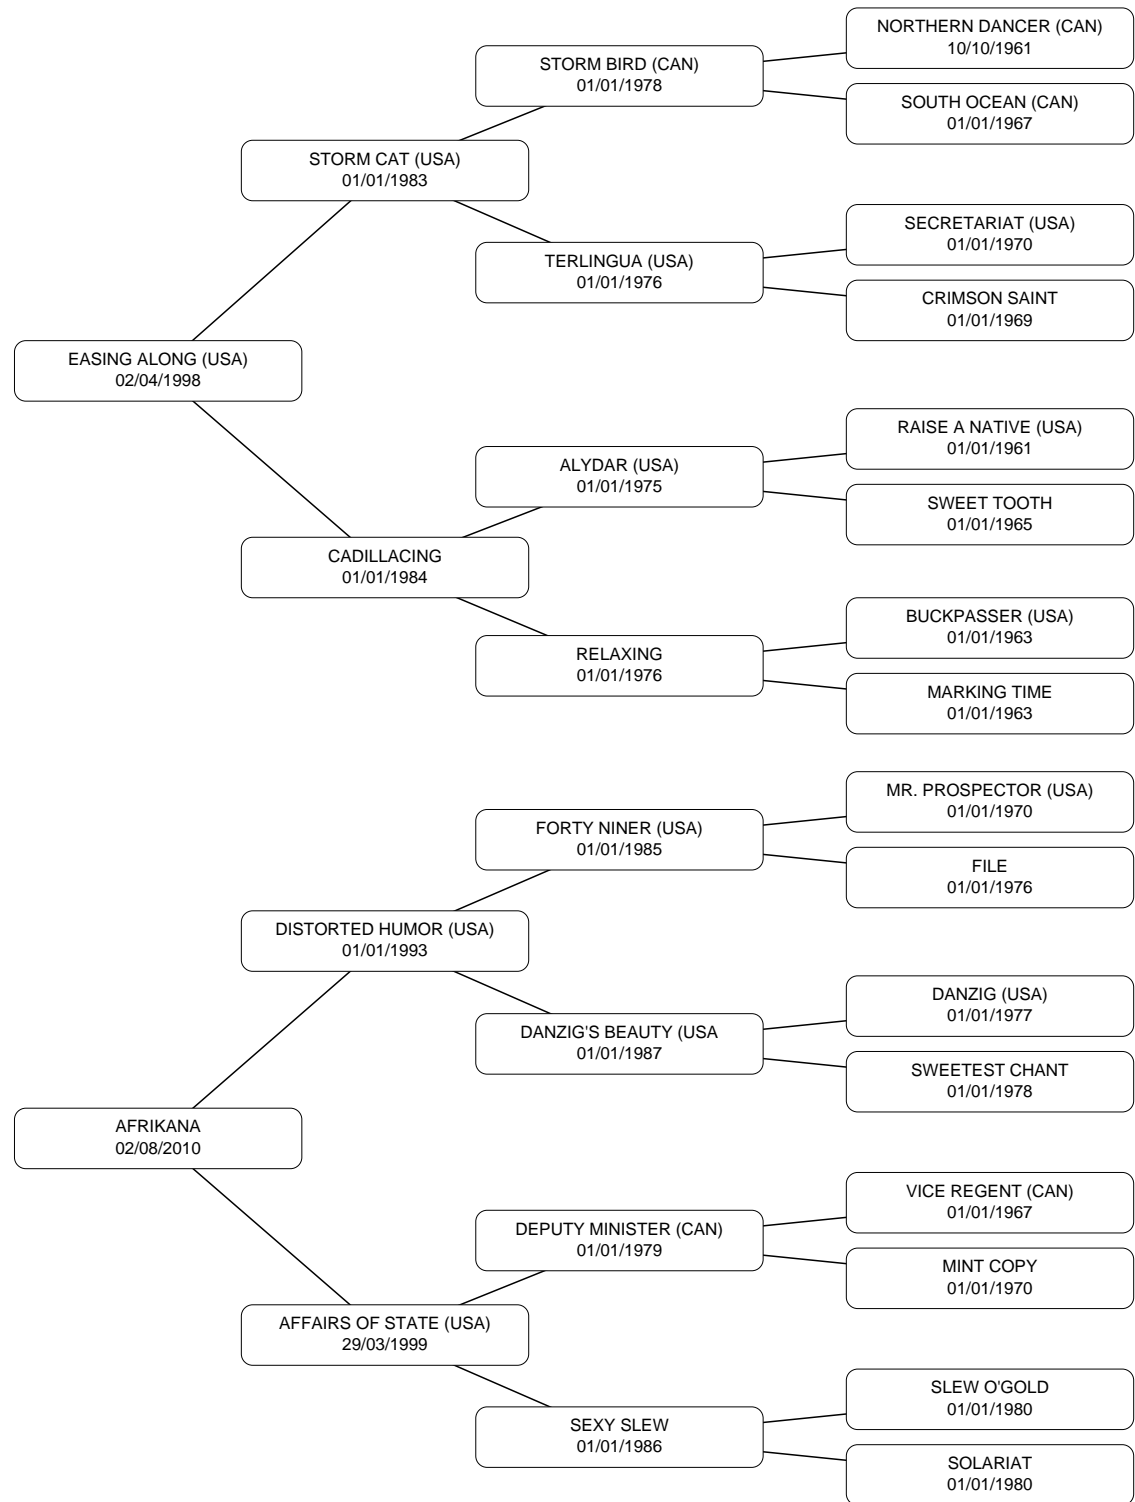 NORTHERN DANCER (CAN)
10/10/1961
STORM BIRD (CAN)
01/01/1978
SOUTH OCEAN (CAN)
01/01/1967
STORM CAT (USA)
01/01/1983
SECRETARIAT (USA)
01/01/1970
TERLINGUA (USA)
01/01/1976
CRIMSON SAINT
01/01/1969
EASING ALONG (USA)
02/04/1998
RAISE A NATIVE (USA)
01/01/1961
ALYDAR (USA)
01/01/1975
SWEET TOOTH
01/01/1965
CADILLACING
01/01/1984
BUCKPASSER (USA)
01/01/1963
RELAXING
01/01/1976
MARKING TIME
01/01/1963
MR. PROSPECTOR (USA)
01/01/1970
FORTY NINER (USA)
01/01/1985
FILE
01/01/1976
DISTORTED HUMOR (USA)
01/01/1993
DANZIG (USA)
01/01/1977
DANZIG'S BEAUTY (USA
01/01/1987
SWEETEST CHANT
01/01/1978
AFRIKANA
02/08/2010
VICE REGENT (CAN)
01/01/1967
DEPUTY MINISTER (CAN)
01/01/1979
MINT COPY
01/01/1970
AFFAIRS OF STATE (USA)
29/03/1999
SLEW O'GOLD
01/01/1980
SEXY SLEW
01/01/1986
SOLARIAT
01/01/1980